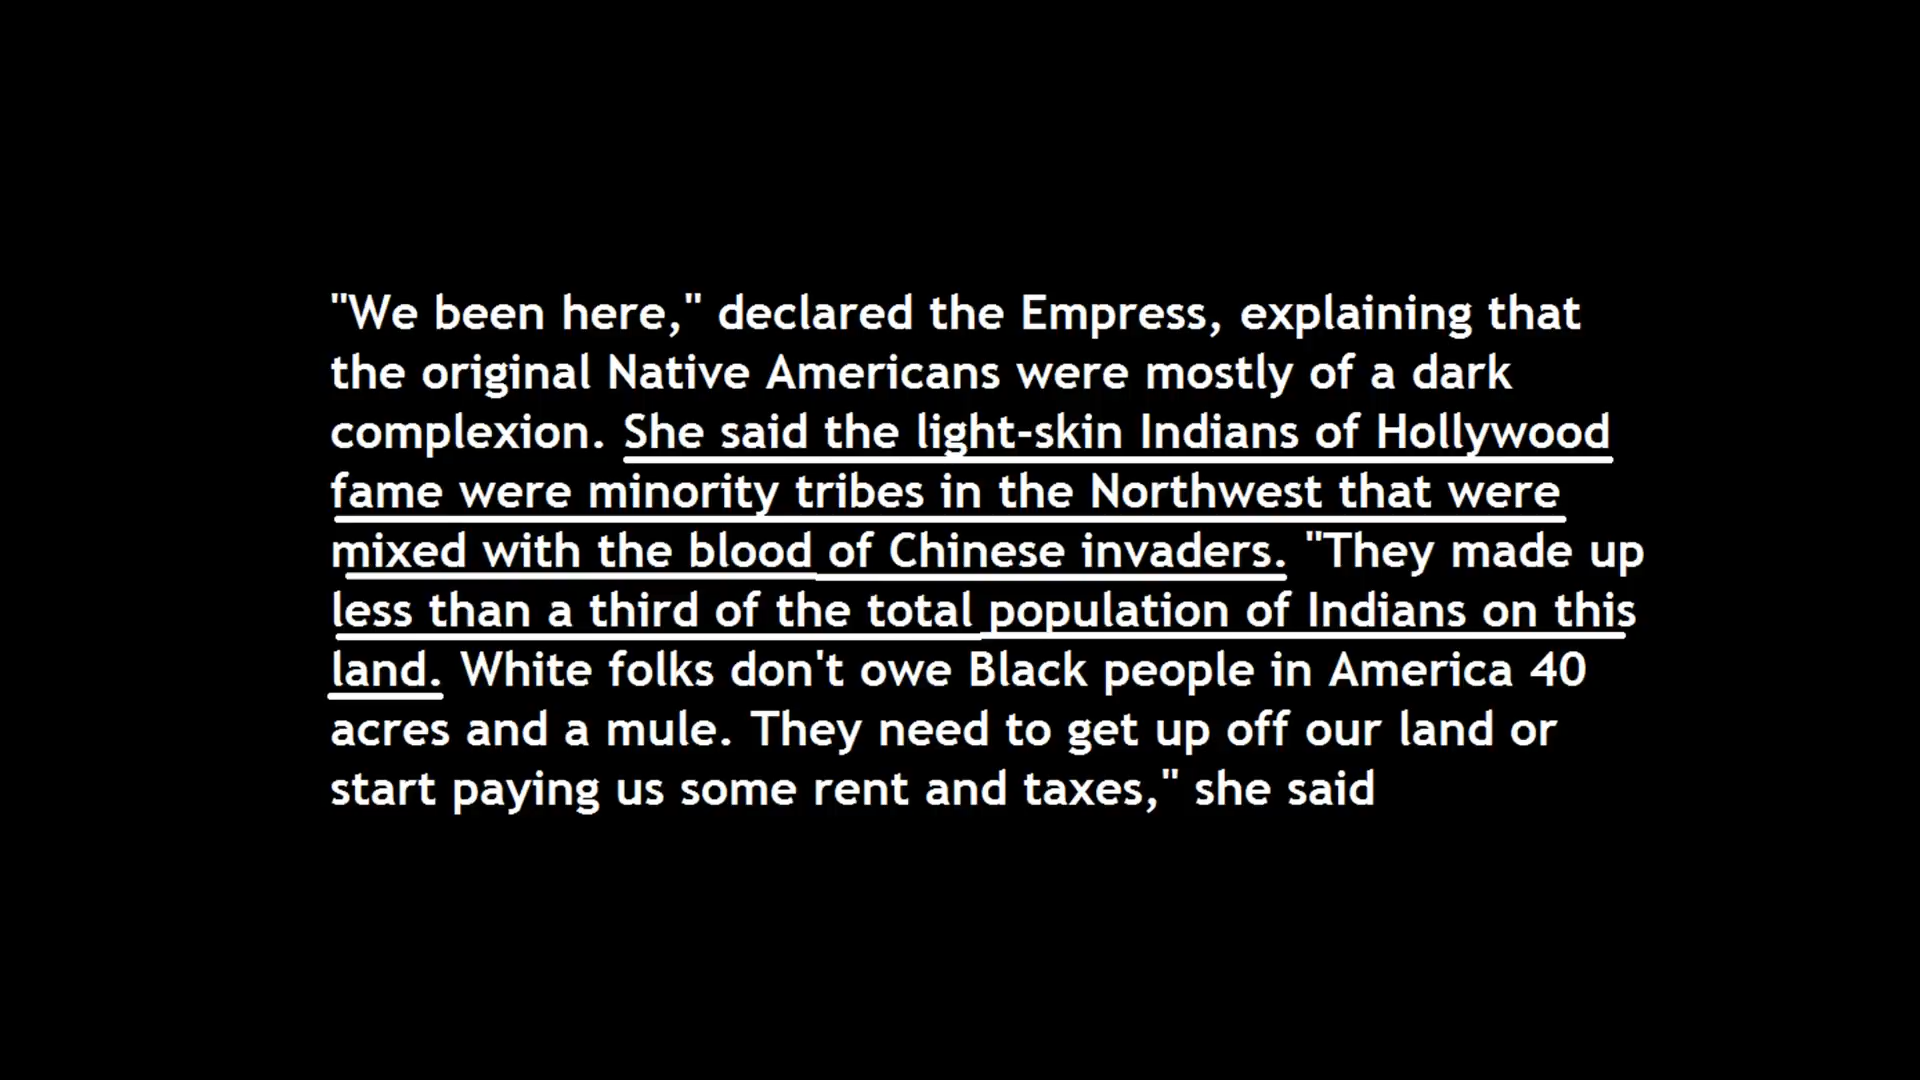 "We been here," declared the Empress, explaining that
the original Native Americans were mostly of a dark
complexion. She said the light-skin Indians of Hollywood
fame were minority tribes in the Northwest that were
mixed with the blood of Chinese invaders. "They made up
less than a third of the total population of Indians on this
land. White folks don't owe Black people in America 40
acres and a mule. They need to get up off our land or
start paying us some rent and taxes," she said